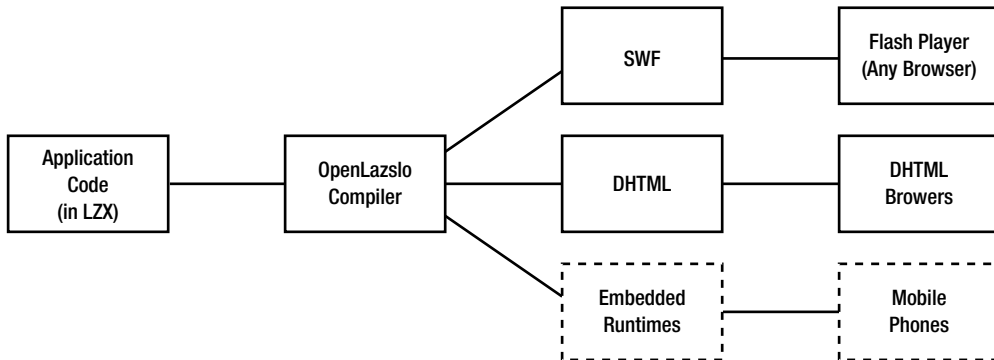 Application
Code
(in LZX)
OpenLazslo
Compiler
SWF
Flash Player
(Any Browser)
DHTML
DHTML
Browers
Embedded
Runtimes
Mobile
Phones